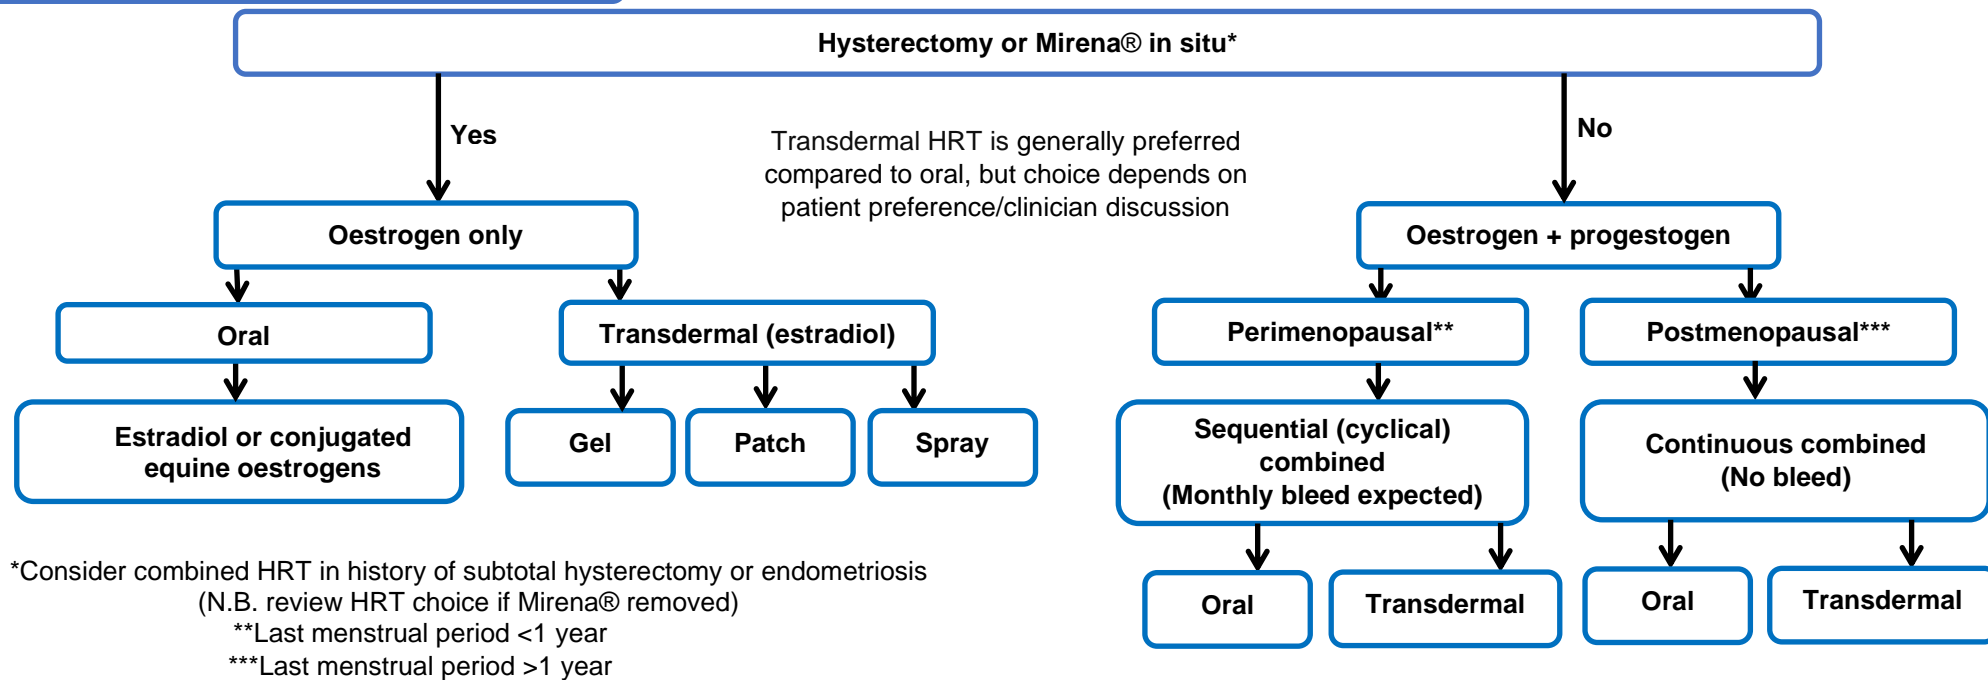 Hysterectomy or Mirena® in situ*
Yes
No
Transdermal HRT is generally preferred
compared to oral, but choice depends on
patient preference/clinician discussion
Oestrogen only
Oestrogen + progestogen
Oral
Transdermal (estradiol)
Perimenopausal**
Postmenopausal***
Estradiol or conjugated
equine oestrogens
Gel
Patch
Spray
Sequential (cyclical)
combined
(Monthly bleed expected)
Continuous combined
(No bleed)
Oral
Transdermal
Oral
Transdermal
*Consider combined HRT in history of subtotal hysterectomy or endometriosis
(N.B. review HRT choice if Mirena® removed)
**Last menstrual period <1 year
***Last menstrual period >1 year